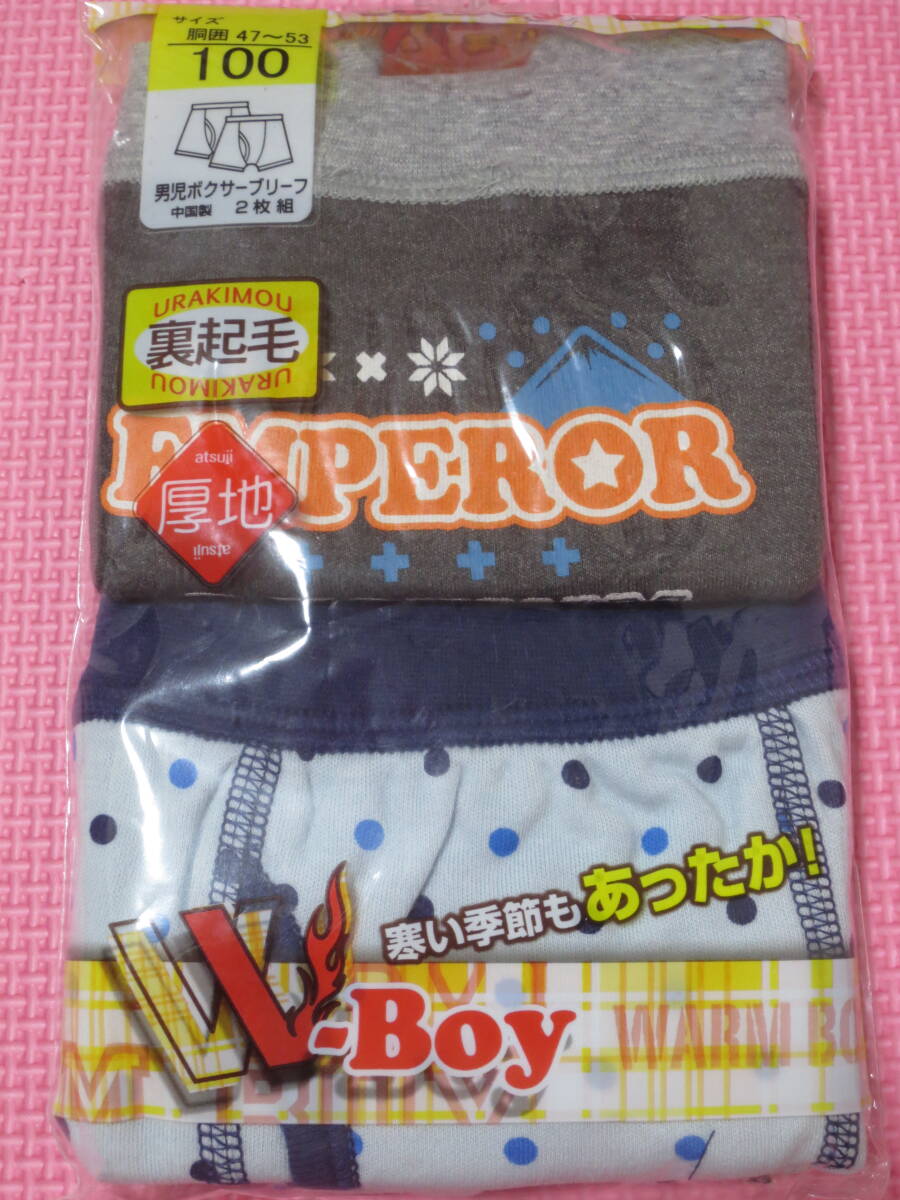 サイズ
胴囲 47～53
100
男児ボクサーブリーフ
中国製 2枚組
URAKIMOU
裏起毛
URAKIMOU
EMPEROR
atsuji
厚地
atsuji
寒い季節もあったか！
W-Boy
WARM BO